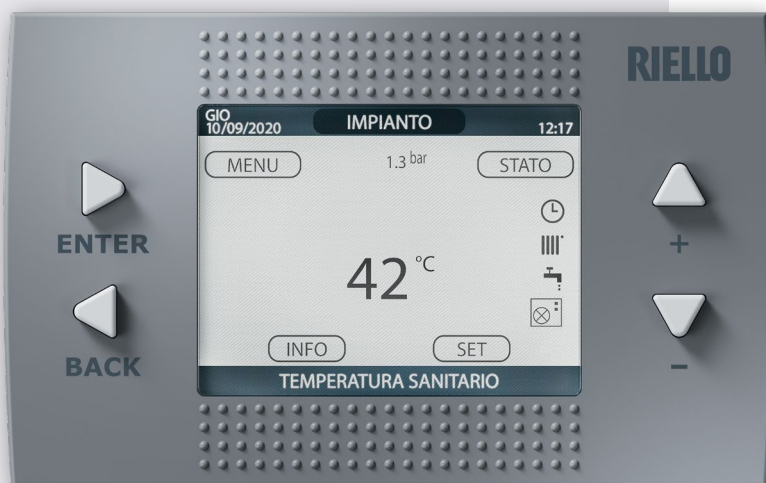 RIELLO
GIO
10/09/2020
IMPIANTO
12:17
MENU
1.3 bar
STATO
ENTER
+
42 °C
INFO
SET
BACK
-
TEMPERATURA SANITARIO